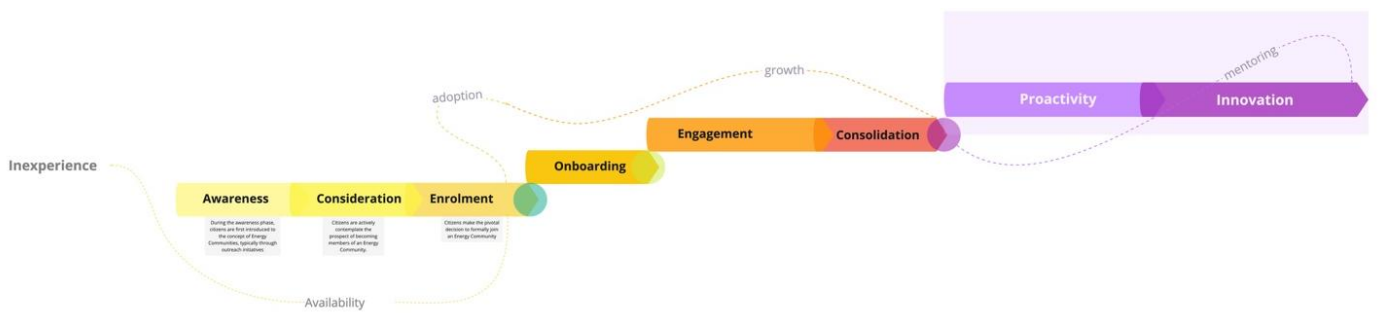 mentoring
growth
adoption
Proactivity
Innovation
Engagement
Consolidation
Inexperience
Onboarding
Awareness
Consideration
Enrolment
During the awareness phase,
citizens are first introduced to
the concept of Energy
Communities, typically through
outreach initiatives
Citizens are actively
contemplate the
prospect of becoming
members of an Energy
Community.
Citizens make the pivotal
decision to formally join
an Energy Community
Availability